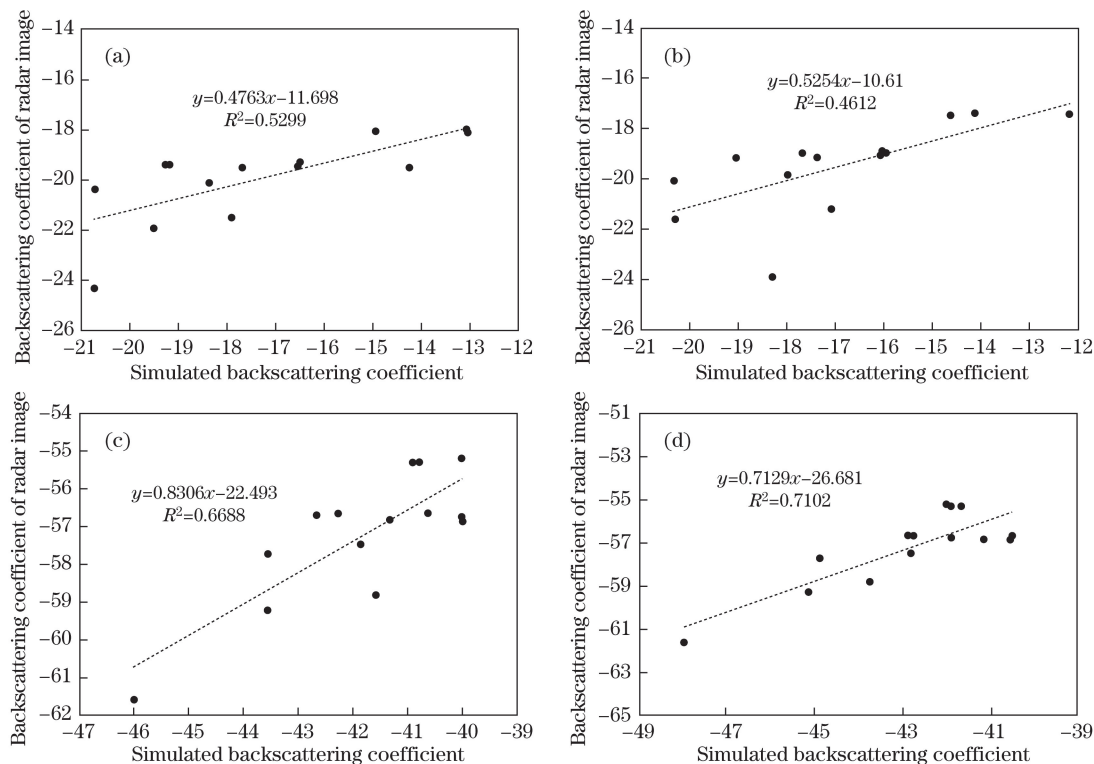 Backscattering coefficient of radar image
−14
−16
−18
−20
−22
−24
−26
(a)
y=0.4763x−11.698
R²=0.5299
−21 −20 −19 −18 −17 −16 −15 −14 −13 −12
Simulated backscattering coefficient
Backscattering coefficient of radar image
−14
−16
−18
−20
−22
−24
−26
(b)
y=0.5254x−10.61
R²=0.4612
−21 −20 −19 −18 −17 −16 −15 −14 −13 −12
Simulated backscattering coefficient
Backscattering coefficient of radar image
−54
−55
−56
−57
−58
−59
−60
−61
−62
(c)
y=0.8306x−22.493
R²=0.6688
−47 −46 −45 −44 −43 −42 −41 −40 −39
Simulated backscattering coefficient
Backscattering coefficient of radar image
−51
−53
−55
−57
−59
−61
−63
−65
(d)
y=0.7129x−26.681
R²=0.7102
−49 −47 −45 −43 −41 −39
Simulated backscattering coefficient